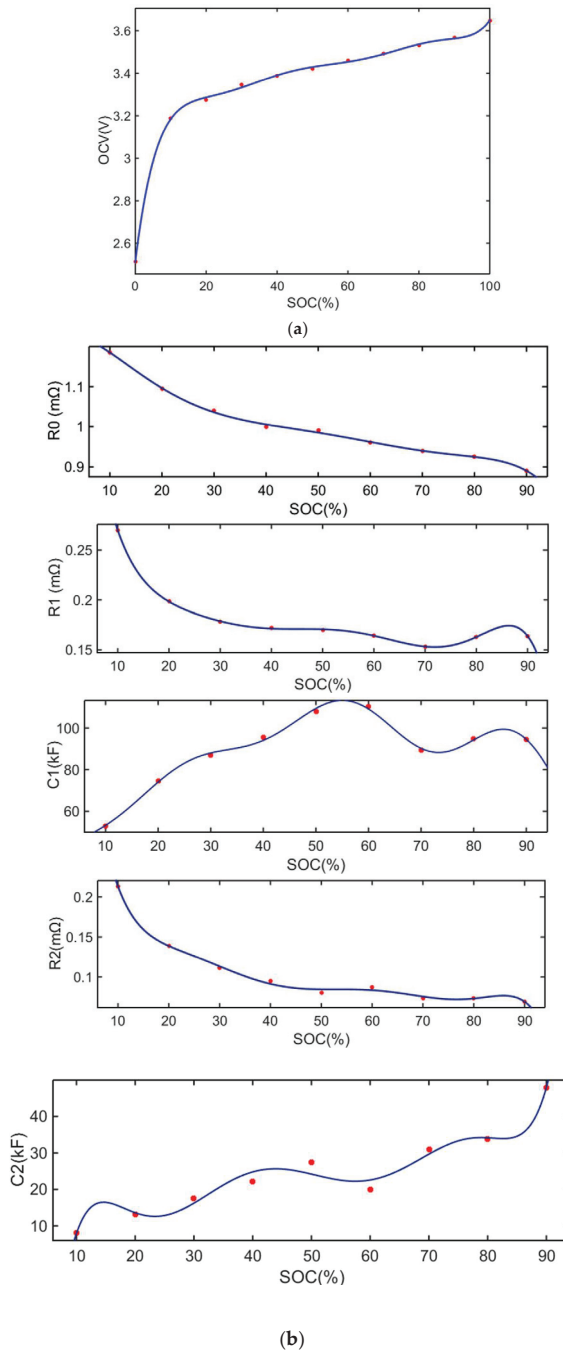 3.6
3.4
3.2
3
2.8
2.6
OCV(V)
0 20 40 60 80 100
SOC(%)
(a)
1.1
1
0.9
R0 (mΩ)
10 20 30 40 50 60 70 80 90
SOC(%)
0.25
0.2
0.15
R1 (mΩ)
10 20 30 40 50 60 70 80 90
SOC(%)
100
80
60
C1(kF)
10 20 30 40 50 60 70 80 90
SOC(%)
0.2
0.15
0.1
R2(mΩ)
10 20 30 40 50 60 70 80 90
SOC(%)
40
30
20
10
C2(kF)
10 20 30 40 50 60 70 80 90
SOC(%)
(b)